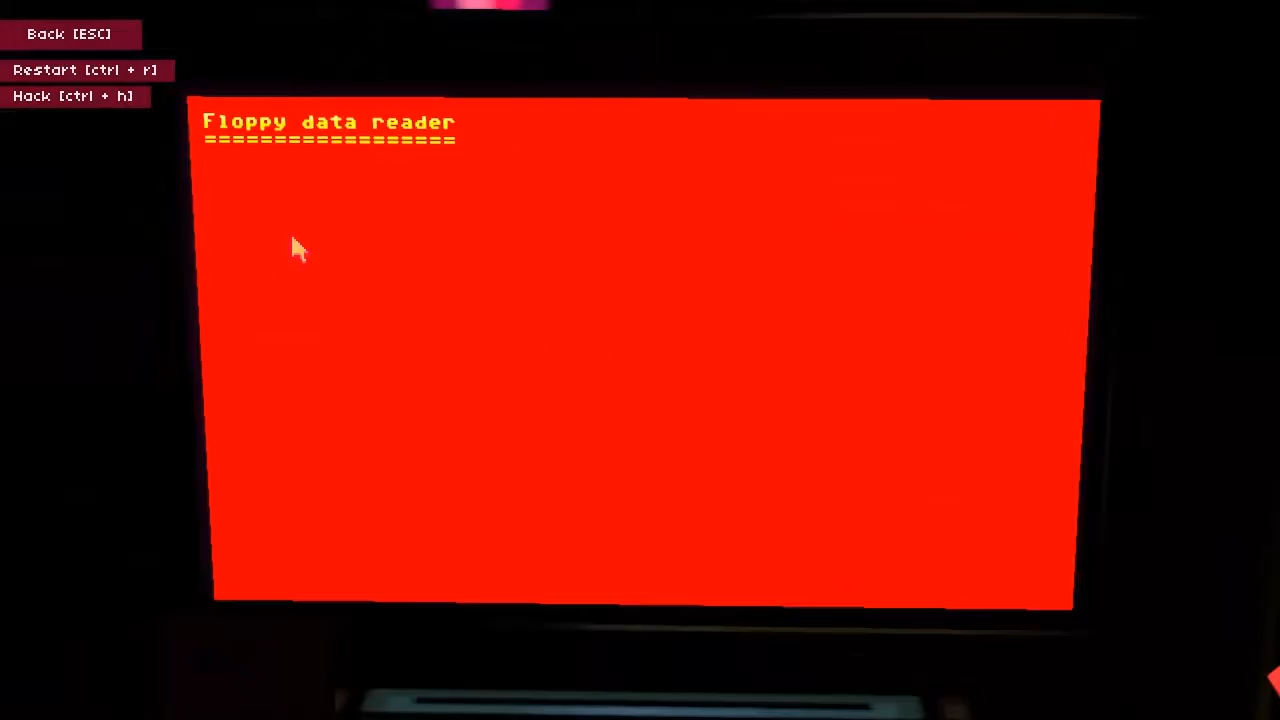 Back [ESC]
Restart [ctrl + r]
Hack [ctrl + h]
Floppy data reader
==================